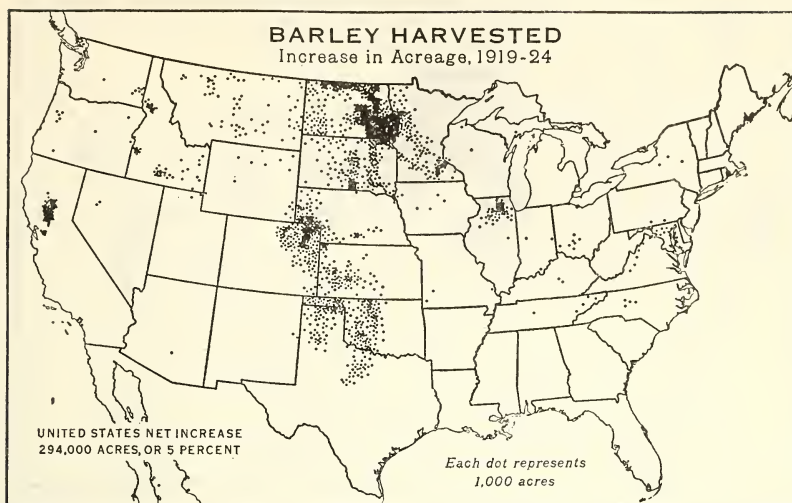 BARLEY HARVESTED
Increase in Acreage, 1919-24
UNITED STATES NET INCREASE
294,000 ACRES, OR 5 PERCENT
Each dot represents
1,000 acres